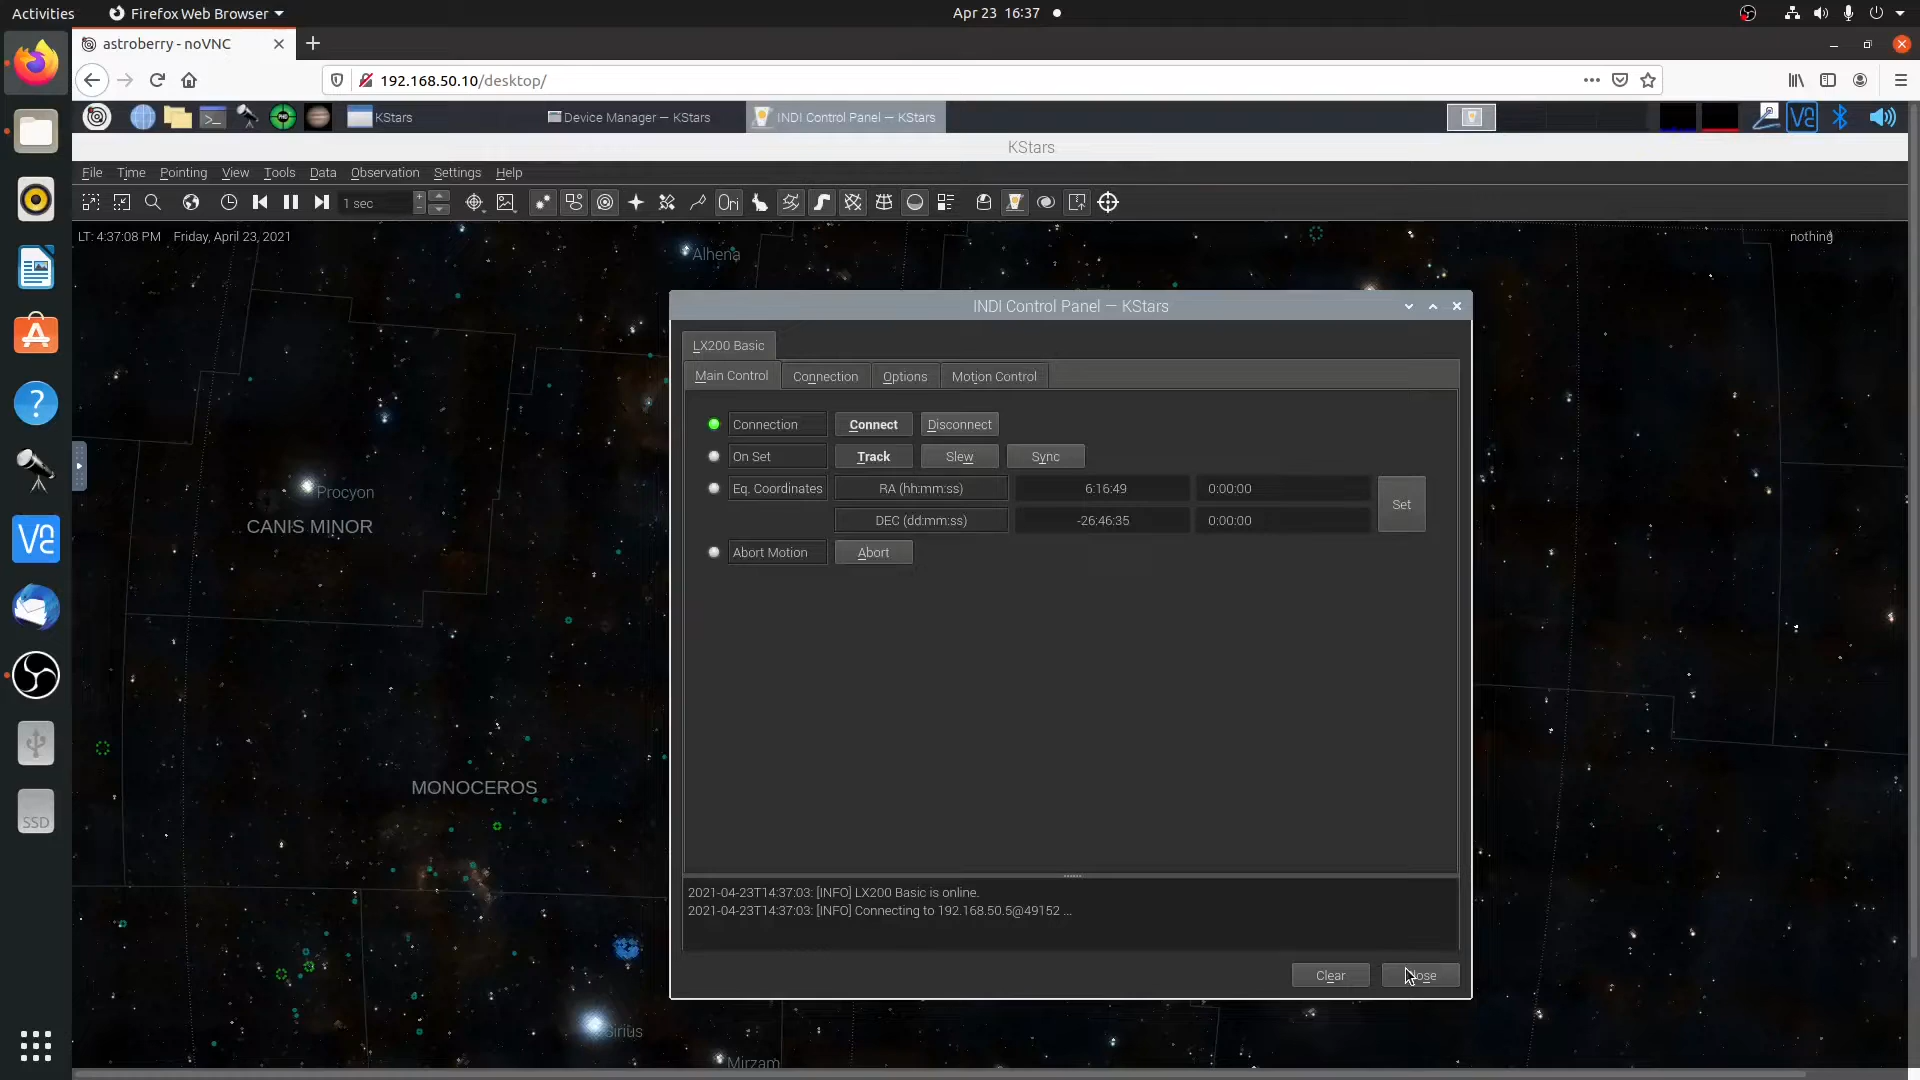 Activities
Firefox Web Browser
Apr 23 16:37
astroberry - noVNC
192.168.50.10/desktop/
KStars
Device Manager — KStars
INDI Control Panel — KStars
KStars
File Time Pointing View Tools Data Observation Settings Help
1 sec
Ori
LT: 4:37:08 PM Friday, April 23, 2021
nothing
Alhena
INDI Control Panel — KStars
LX200 Basic
Main Control Connection Options Motion Control
Connection Connect Disconnect
On Set Track Slew Sync
Eq. Coordinates RA (hh:mm:ss) 6:16:49 0:00:00
Set
DEC (dd:mm:ss) -26:46:35 0:00:00
Abort Motion Abort
Procyon
CANIS MINOR
MONOCEROS
2021-04-23T14:37:03: [INFO] LX200 Basic is online.
2021-04-23T14:37:03: [INFO] Connecting to 192.168.50.5@49152 ...
Clear
Sirius
Mirzam
SSD